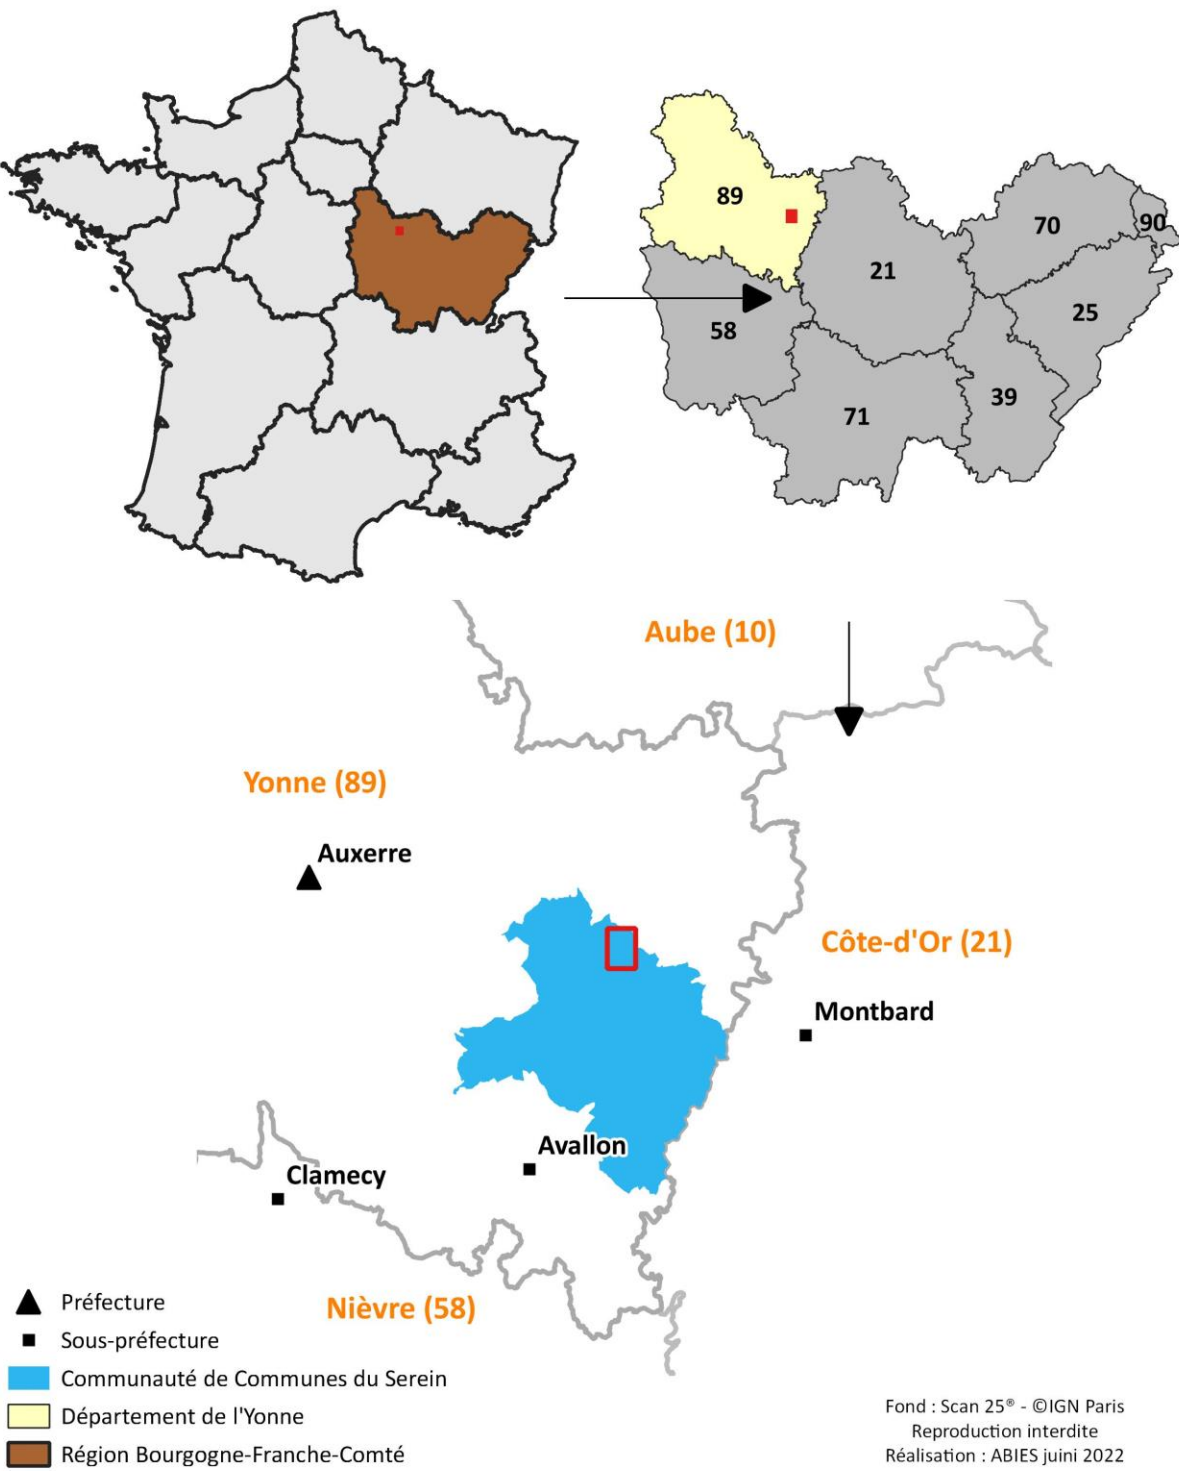 89
70
90
21
25
58
39
71
Aube (10)
Yonne (89)
Auxerre
Côte-d'Or (21)
Montbard
Avallon
Clamecy
Nièvre (58)
Préfecture
Sous-préfecture
Communauté de Communes du Serein
Département de l'Yonne
Région Bourgogne-Franche-Comté
Fond : Scan 25® - ©IGN Paris
Reproduction interdite
Réalisation : ABIES juini 2022